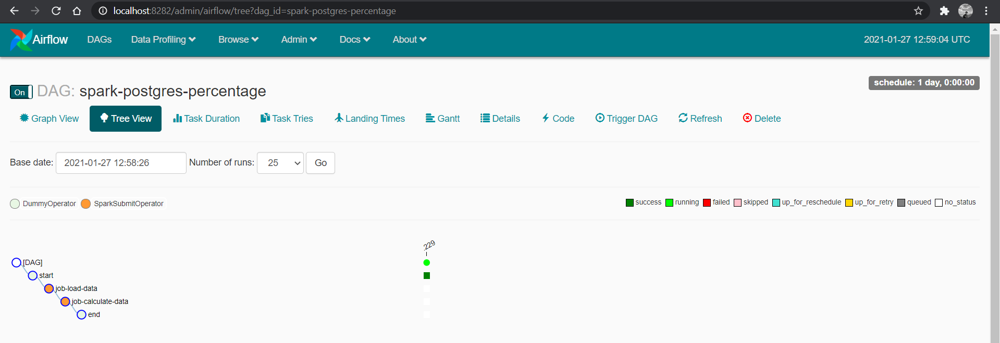 localhost:8282/admin/airflow/tree?dag_id=spark-postgres-percentage
Airflow DAGs Data Profiling Browse Admin Docs About 2021-01-27 12:59:04 UTC
schedule: 1 day, 0:00:00
On DAG: spark-postgres-percentage
Graph View Tree View Task Duration Task Tries Landing Times Gantt Details Code Trigger DAG Refresh Delete
Base date: 2021-01-27 12:58:26 Number of runs: 25 Go
DummyOperator SparkSubmitOperator success running failed skipped up_for_reschedule up_for_retry queued no_status
.229
[DAG]
start
job-load-data
job-calculate-data
end